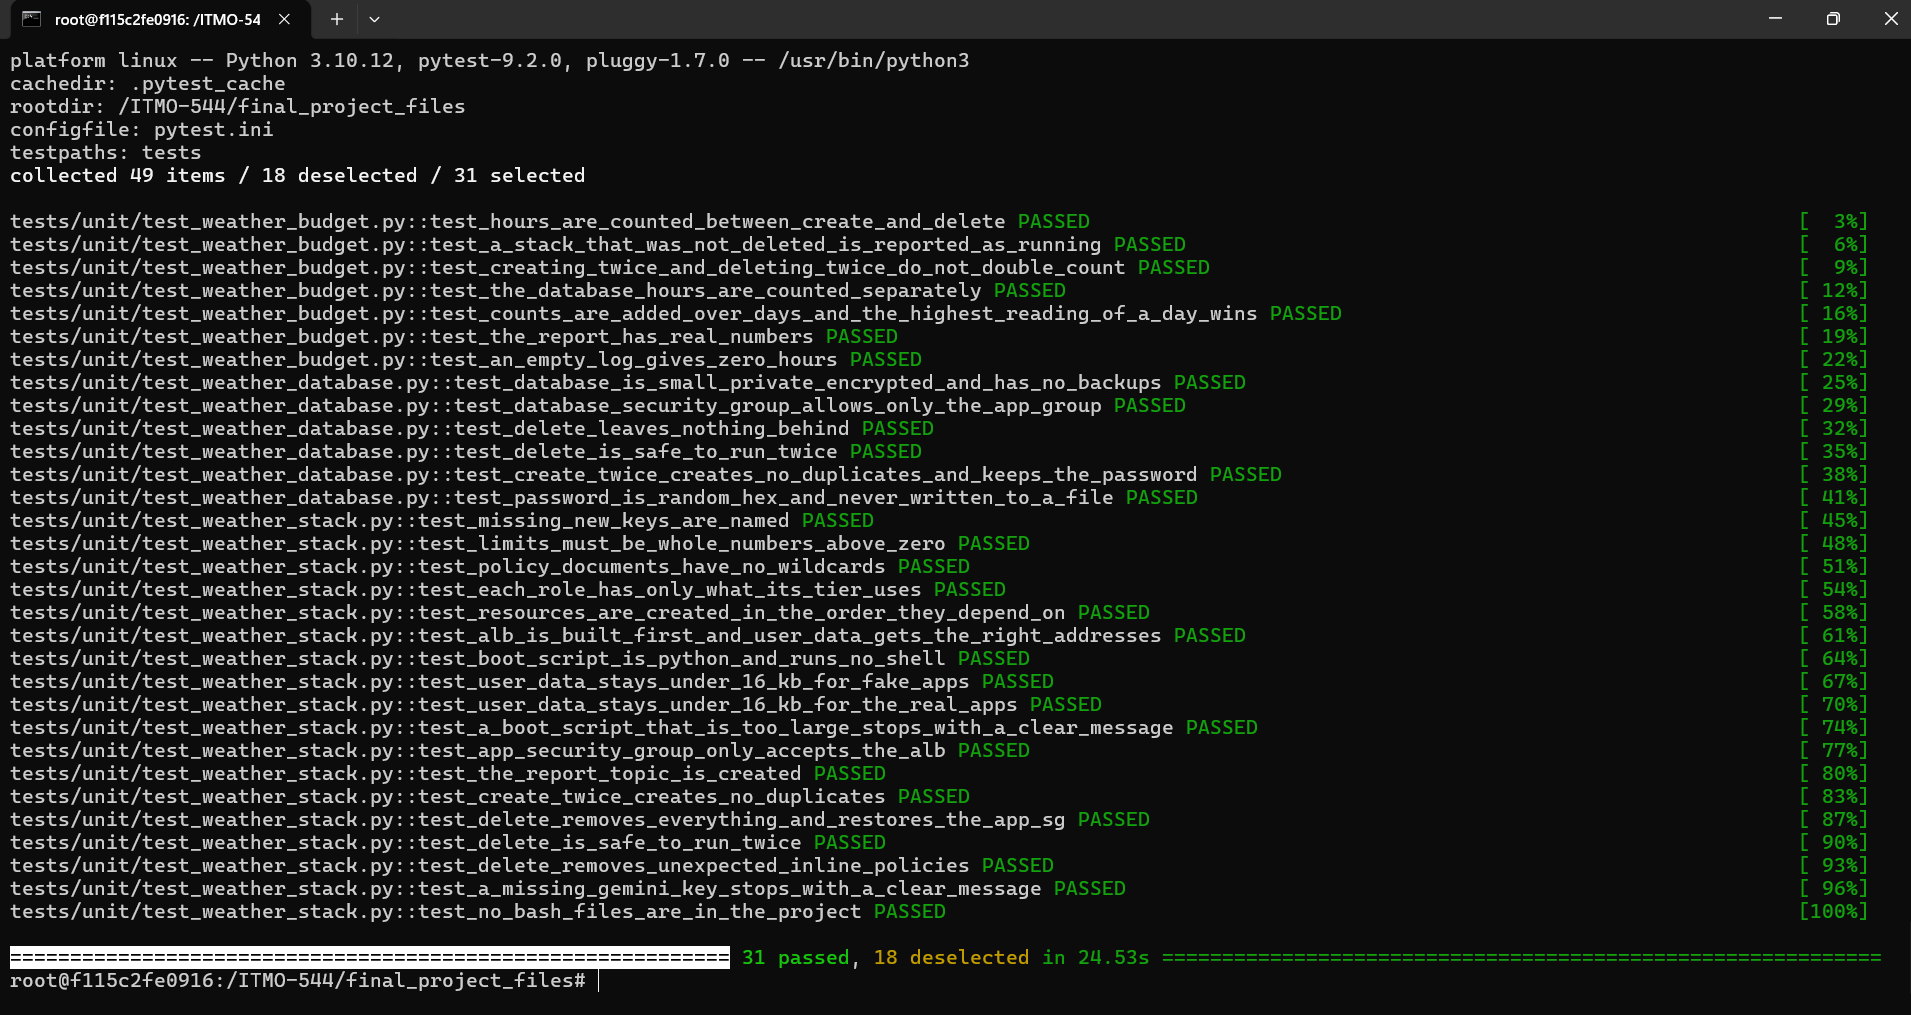 root@f115c2fe0916: /ITMO-54
platform linux -- Python 3.10.12, pytest-9.2.0, pluggy-1.7.0 -- /usr/bin/python3
cachedir: .pytest_cache
rootdir: /ITMO-544/final_project_files
configfile: pytest.ini
testpaths: tests
collected 49 items / 18 deselected / 31 selected
tests/unit/test_weather_budget.py::test_hours_are_counted_between_create_and_delete PASSED [  3%]
tests/unit/test_weather_budget.py::test_a_stack_that_was_not_deleted_is_reported_as_running PASSED [  6%]
tests/unit/test_weather_budget.py::test_creating_twice_and_deleting_twice_do_not_double_count PASSED [  9%]
tests/unit/test_weather_budget.py::test_the_database_hours_are_counted_separately PASSED [ 12%]
tests/unit/test_weather_budget.py::test_counts_are_added_over_days_and_the_highest_reading_of_a_day_wins PASSED [ 16%]
tests/unit/test_weather_budget.py::test_the_report_has_real_numbers PASSED [ 19%]
tests/unit/test_weather_budget.py::test_an_empty_log_gives_zero_hours PASSED [ 22%]
tests/unit/test_weather_database.py::test_database_is_small_private_encrypted_and_has_no_backups PASSED [ 25%]
tests/unit/test_weather_database.py::test_database_security_group_allows_only_the_app_group PASSED [ 29%]
tests/unit/test_weather_database.py::test_delete_leaves_nothing_behind PASSED [ 32%]
tests/unit/test_weather_database.py::test_delete_is_safe_to_run_twice PASSED [ 35%]
tests/unit/test_weather_database.py::test_create_twice_creates_no_duplicates_and_keeps_the_password PASSED [ 38%]
tests/unit/test_weather_database.py::test_password_is_random_hex_and_never_written_to_a_file PASSED [ 41%]
tests/unit/test_weather_stack.py::test_missing_new_keys_are_named PASSED [ 45%]
tests/unit/test_weather_stack.py::test_limits_must_be_whole_numbers_above_zero PASSED [ 48%]
tests/unit/test_weather_stack.py::test_policy_documents_have_no_wildcards PASSED [ 51%]
tests/unit/test_weather_stack.py::test_each_role_has_only_what_its_tier_uses PASSED [ 54%]
tests/unit/test_weather_stack.py::test_resources_are_created_in_the_order_they_depend_on PASSED [ 58%]
tests/unit/test_weather_stack.py::test_alb_is_built_first_and_user_data_gets_the_right_addresses PASSED [ 61%]
tests/unit/test_weather_stack.py::test_boot_script_is_python_and_runs_no_shell PASSED [ 64%]
tests/unit/test_weather_stack.py::test_user_data_stays_under_16_kb_for_fake_apps PASSED [ 67%]
tests/unit/test_weather_stack.py::test_user_data_stays_under_16_kb_for_the_real_apps PASSED [ 70%]
tests/unit/test_weather_stack.py::test_a_boot_script_that_is_too_large_stops_with_a_clear_message PASSED [ 74%]
tests/unit/test_weather_stack.py::test_app_security_group_only_accepts_the_alb PASSED [ 77%]
tests/unit/test_weather_stack.py::test_the_report_topic_is_created PASSED [ 80%]
tests/unit/test_weather_stack.py::test_create_twice_creates_no_duplicates PASSED [ 83%]
tests/unit/test_weather_stack.py::test_delete_removes_everything_and_restores_the_app_sg PASSED [ 87%]
tests/unit/test_weather_stack.py::test_delete_is_safe_to_run_twice PASSED [ 90%]
tests/unit/test_weather_stack.py::test_delete_removes_unexpected_inline_policies PASSED [ 93%]
tests/unit/test_weather_stack.py::test_a_missing_gemini_key_stops_with_a_clear_message PASSED [ 96%]
tests/unit/test_weather_stack.py::test_no_bash_files_are_in_the_project PASSED [100%]
============================================================ 31 passed, 18 deselected in 24.53s ============================================================
root@f115c2fe0916:/ITMO-544/final_project_files#